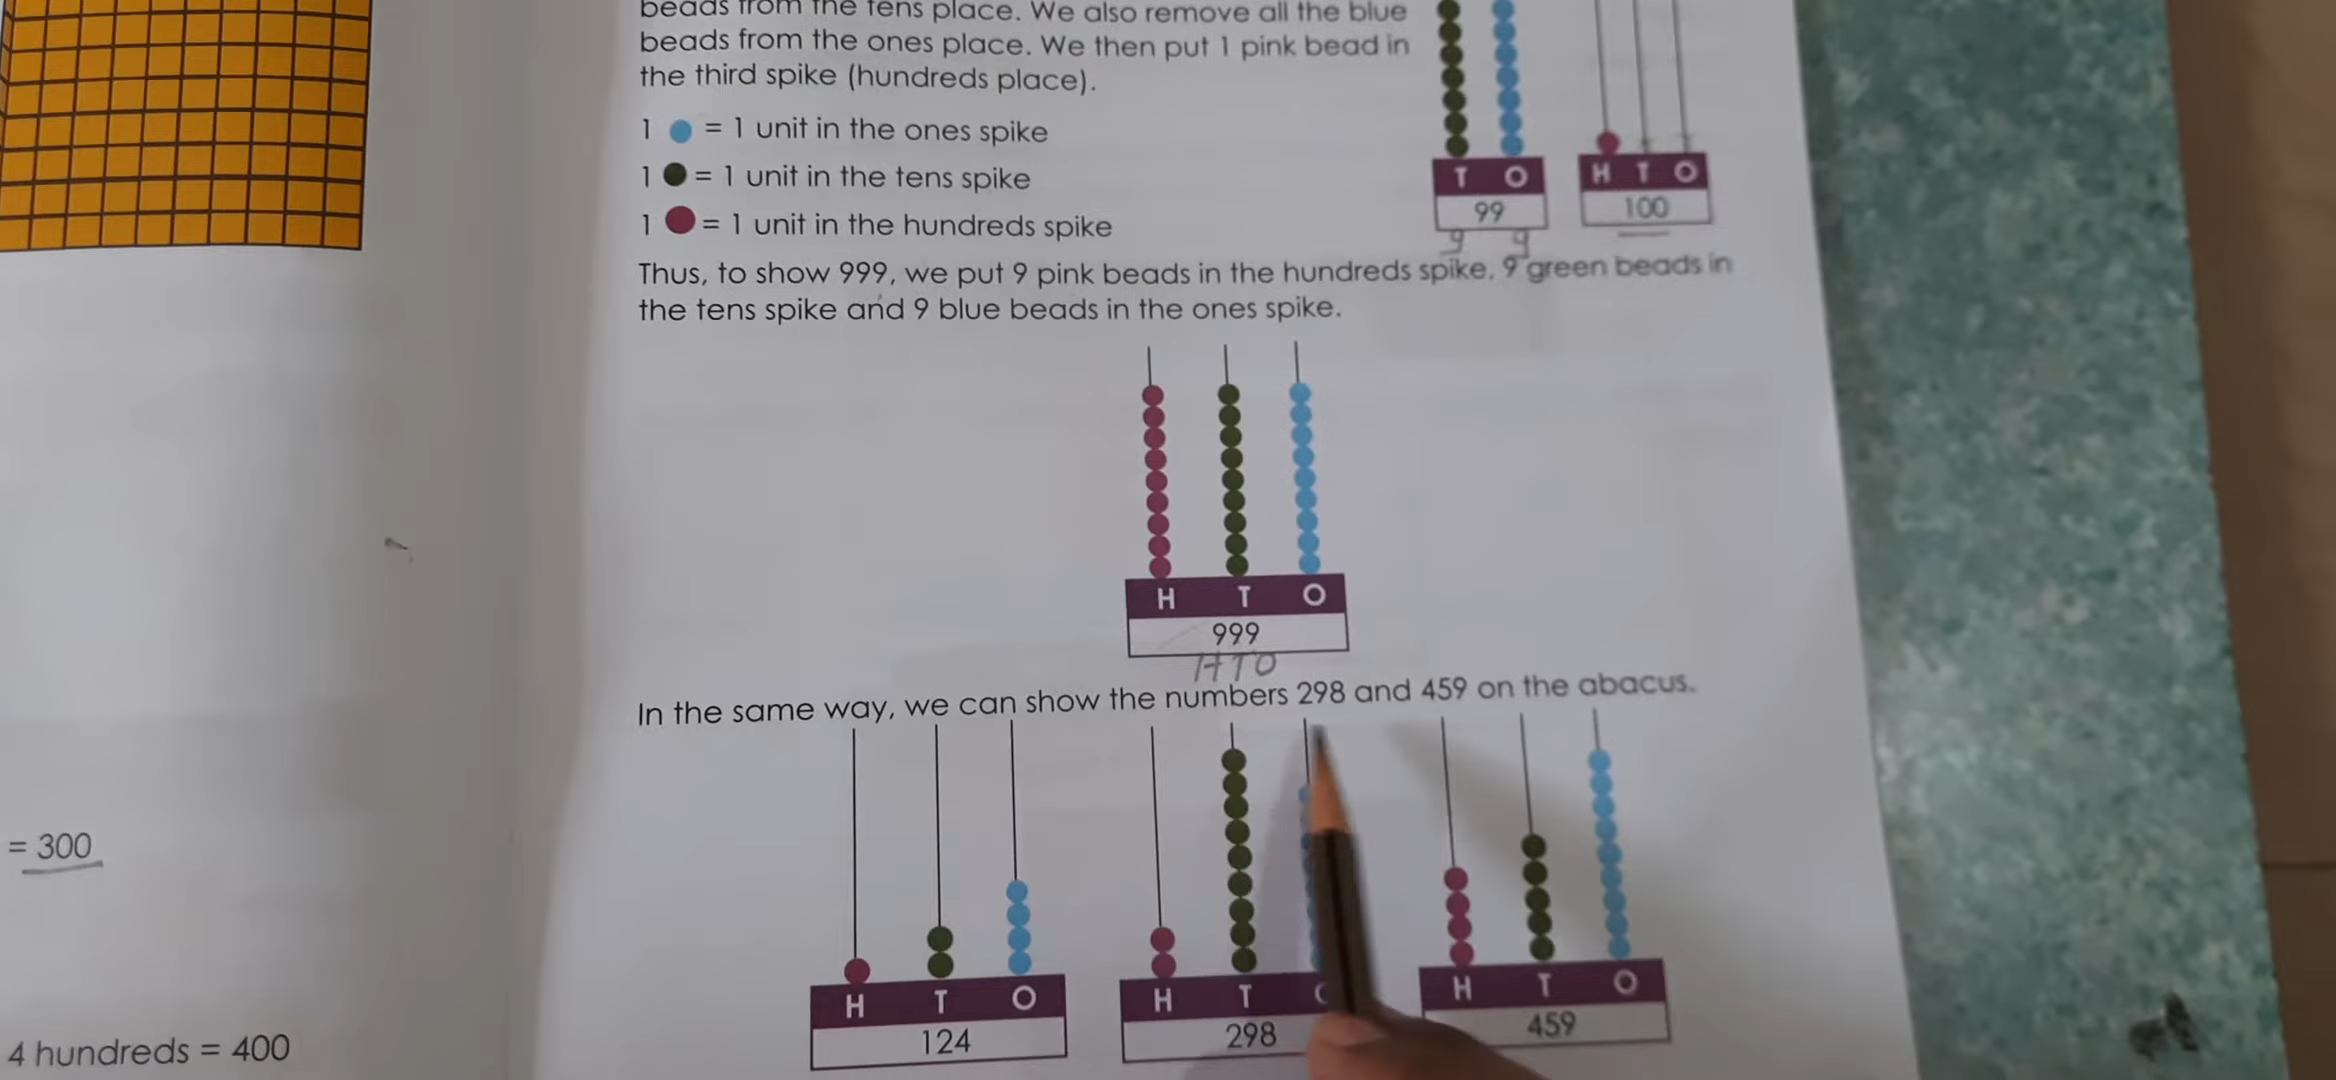 beads from the tens place. We also remove all the blue
beads from the ones place. We then put 1 pink bead in
the third spike (hundreds place).
1 = 1 unit in the ones spike
1 = 1 unit in the tens spike
1 = 1 unit in the hundreds spike
T O
99
9 9
H T O
100
Thus, to show 999, we put 9 pink beads in the hundreds spike, 9 green beads in
the tens spike and 9 blue beads in the ones spike.
H T O
999
HTO
In the same way, we can show the numbers 298 and 459 on the abacus.
H T O
124
H T
298
H T O
459
= 300
4 hundreds = 400